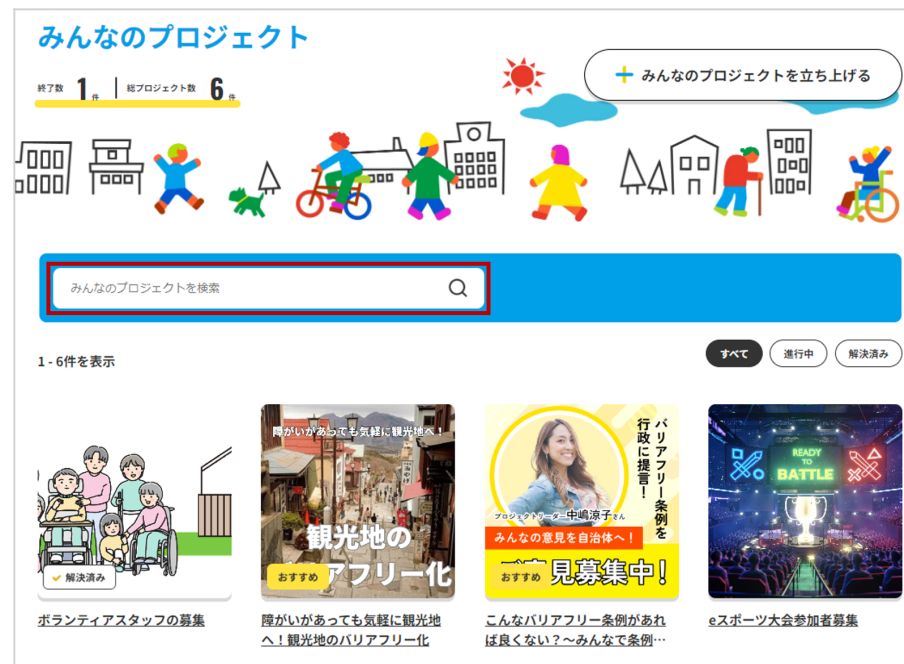 みんなのプロジェクト
終了数 1 件 総プロジェクト数 6 件
みんなのプロジェクトを立ち上げる
みんなのプロジェクトを検索
1 - 6件を表示
すべて 進行中 解決済み
解決済み
障がいがあっても気軽に観光地へ！
観光地の
アフリー化
おすすめ
バリアフリー条例を
行政に提言！
プロジェクトリーダー 中嶋涼子さん
みんなの意見を自治体へ！
見募集中！
おすすめ
READY
TO
BATTLE
ボランティアスタッフの募集
障がいがあっても気軽に観光地
へ！観光地のバリアフリー化
こんなバリアフリー条例があれ
ば良くない？～みんなで条例…
eスポーツ大会参加者募集